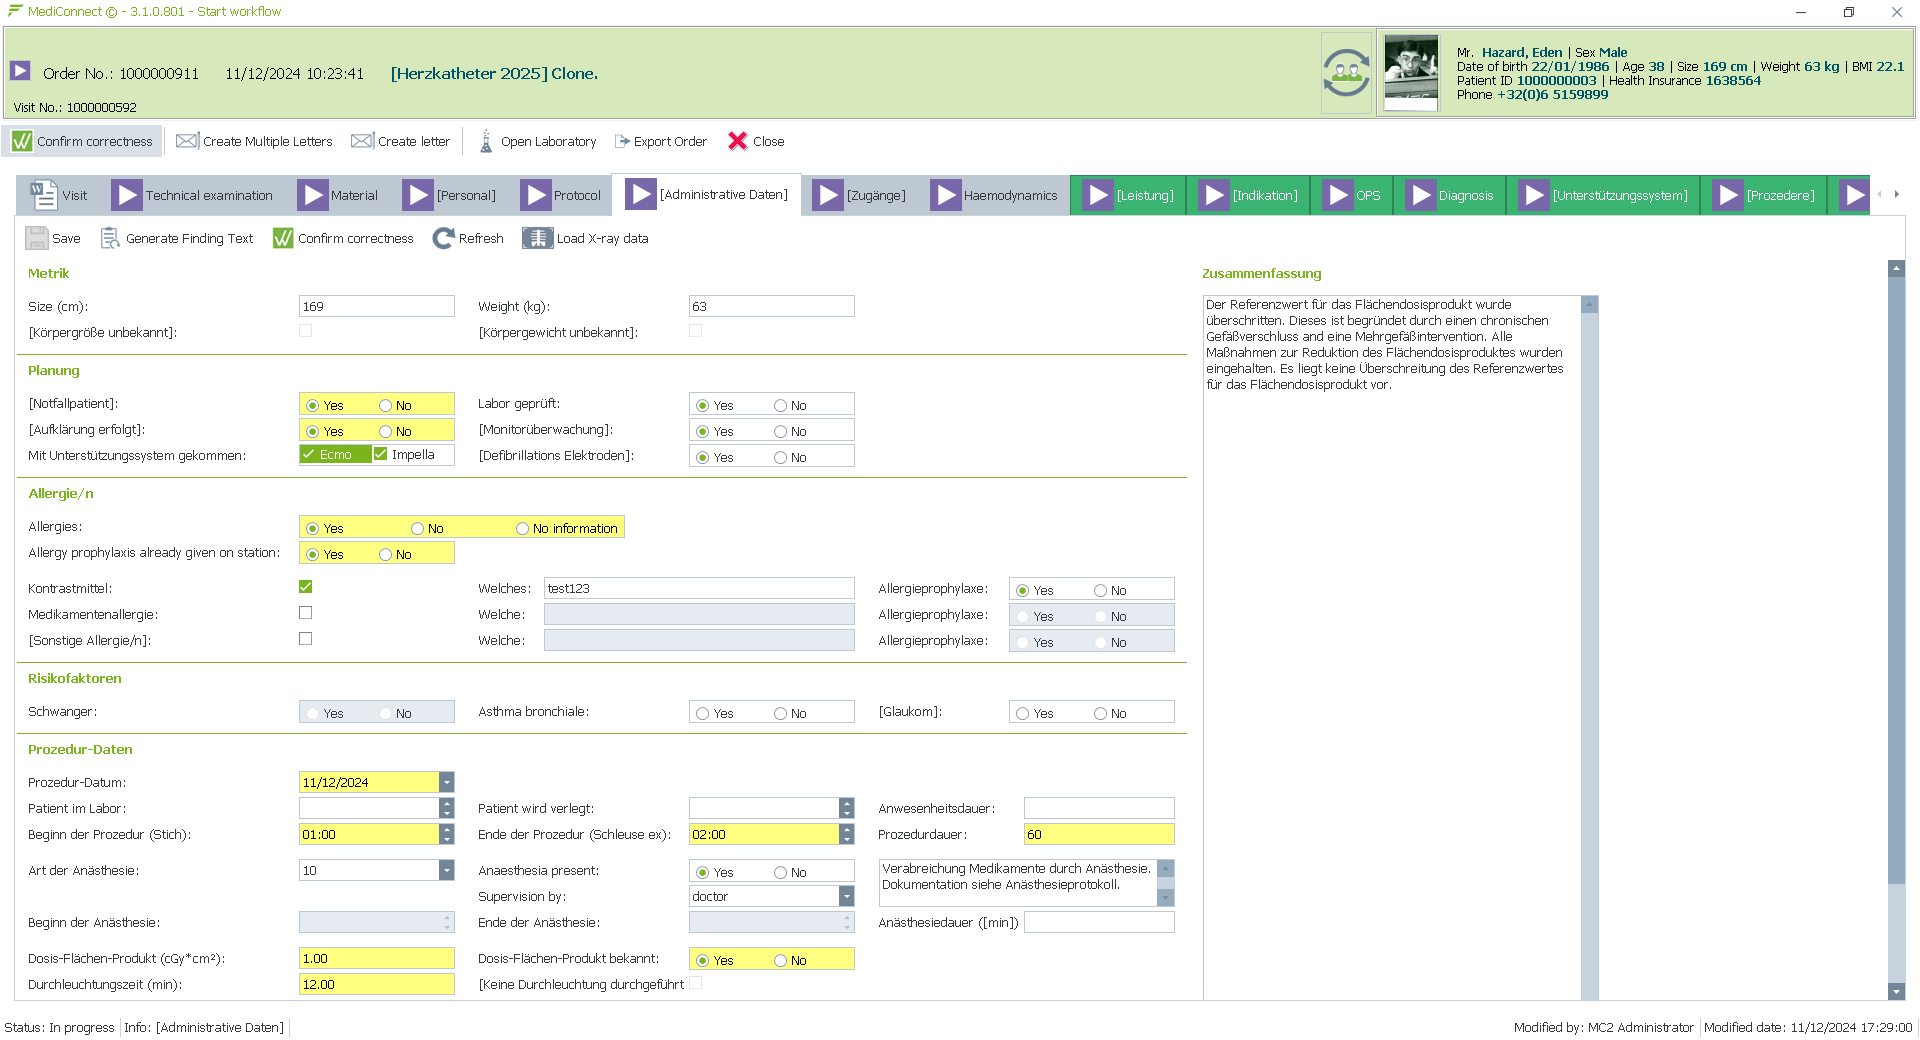 MediConnect © - 3.1.0.801 - Start workflow
Order No.: 1000000911 11/12/2024 10:23:41 [Herzkatheter 2025] Clone.
Visit No.: 1000000592
Mr. Hazard, Eden | Sex Male
Date of birth 22/01/1986 | Age 38 | Size 169 cm | Weight 63 kg | BMI 22.1
Patient ID 1000000003 | Health Insurance 1638564
Phone +32(0)6 5159899
Confirm correctness Create Multiple Letters Create letter Open Laboratory Export Order Close
Visit Technical examination Material [Personal] Protocol [Administrative Daten] [Zugänge] Haemodynamics [Leistung] [Indikation] OPS Diagnosis [Unterstützungssystem] [Prozedere]
Save Generate Finding Text Confirm correctness Refresh Load X-ray data
Metrik
Size (cm): 169 Weight (kg): 63
[Körpergröße unbekannt]: [Körpergewicht unbekannt]:
Planung
[Notfallpatient]: Yes No Labor geprüft: Yes No
[Aufklärung erfolgt]: Yes No [Monitorüberwachung]: Yes No
Mit Unterstützungssystem gekommen: Ecmo Impella [Defibrillations Elektroden]: Yes No
Allergie/n
Allergies: Yes No No information
Allergy prophylaxis already given on station: Yes No
Kontrastmittel: Welches: test123 Allergieprophylaxe: Yes No
Medikamentenallergie: Welche: Allergieprophylaxe: Yes No
[Sonstige Allergie/n]: Welche: Allergieprophylaxe: Yes No
Risikofaktoren
Schwanger: Yes No Asthma bronchiale: Yes No [Glaukom]: Yes No
Prozedur-Daten
Prozedur-Datum: 11/12/2024
Patient im Labor: Patient wird verlegt: Anwesenheitsdauer:
Beginn der Prozedur (Stich): 01:00 Ende der Prozedur (Schleuse ex): 02:00 Prozedurdauer: 60
Art der Anästhesie: 10 Anaesthesia present: Yes No
Verabreichung Medikamente durch Anästhesie.
Dokumentation siehe Anästhesieprotokoll.
Supervision by: doctor
Beginn der Anästhesie: Ende der Anästhesie: Anästhesiedauer ([min])
Dosis-Flächen-Produkt (cGy*cm²): 1.00 Dosis-Flächen-Produkt bekannt: Yes No
Durchleuchtungszeit (min): 12.00 [Keine Durchleuchtung durchgeführt
Zusammenfassung
Der Referenzwert für das Flächendosisprodukt wurde
überschritten. Dieses ist begründet durch einen chronischen
Gefäßverschluss and eine Mehrgefäßintervention. Alle
Maßnahmen zur Reduktion des Flächendosisproduktes wurden
eingehalten. Es liegt keine Überschreitung des Referenzwertes
für das Flächendosisprodukt vor.
Status: In progress Info: [Administrative Daten] Modified by: MC2 Administrator Modified date: 11/12/2024 17:29:00